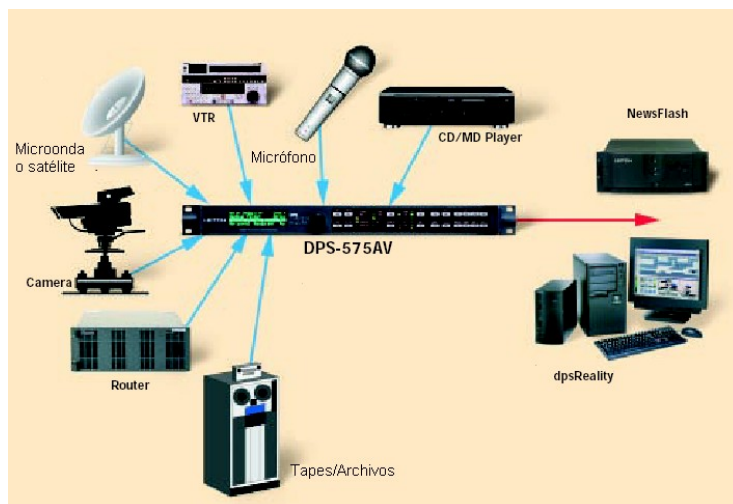 VTR
Microonda
o satélite
Micrófono
CD/MD Player
NewsFlash
DPS-575AV
Camera
Router
dpsReality
Tapes/Archivos